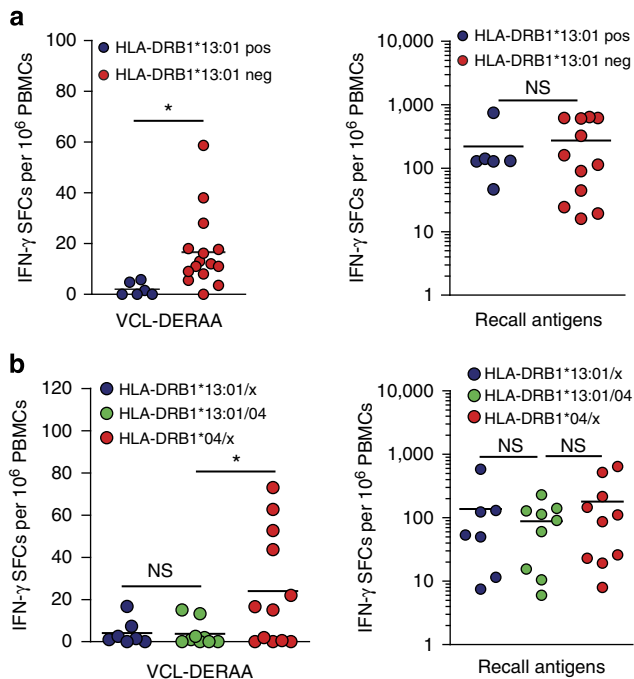 a
HLA-DRB1*13:01 pos
HLA-DRB1*13:01 neg
*
IFN-γ SFCs per 10⁶ PBMCs
100
80
60
40
20
0
VCL-DERAA
HLA-DRB1*13:01 pos
HLA-DRB1*13:01 neg
NS
IFN-γ SFCs per 10⁶ PBMCs
10,000
1,000
100
10
1
Recall antigens
b
HLA-DRB1*13:01/x
HLA-DRB1*13:01/04
HLA-DRB1*04/x
*
NS
IFN-γ SFCs per 10⁶ PBMCs
120
100
80
60
40
20
0
VCL-DERAA
HLA-DRB1*13:01/x
HLA-DRB1*13:01/04
HLA-DRB1*04/x
NS NS
IFN-γ SFCs per 10⁶ PBMCs
10,000
1,000
100
10
1
Recall antigens